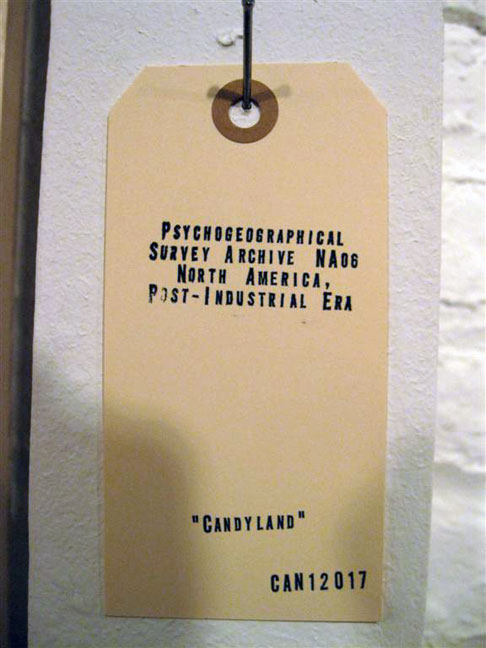 Psychogeographical
Survey Archive NA06
North America,
Post-Industrial Era
"Candyland"
CAN12017